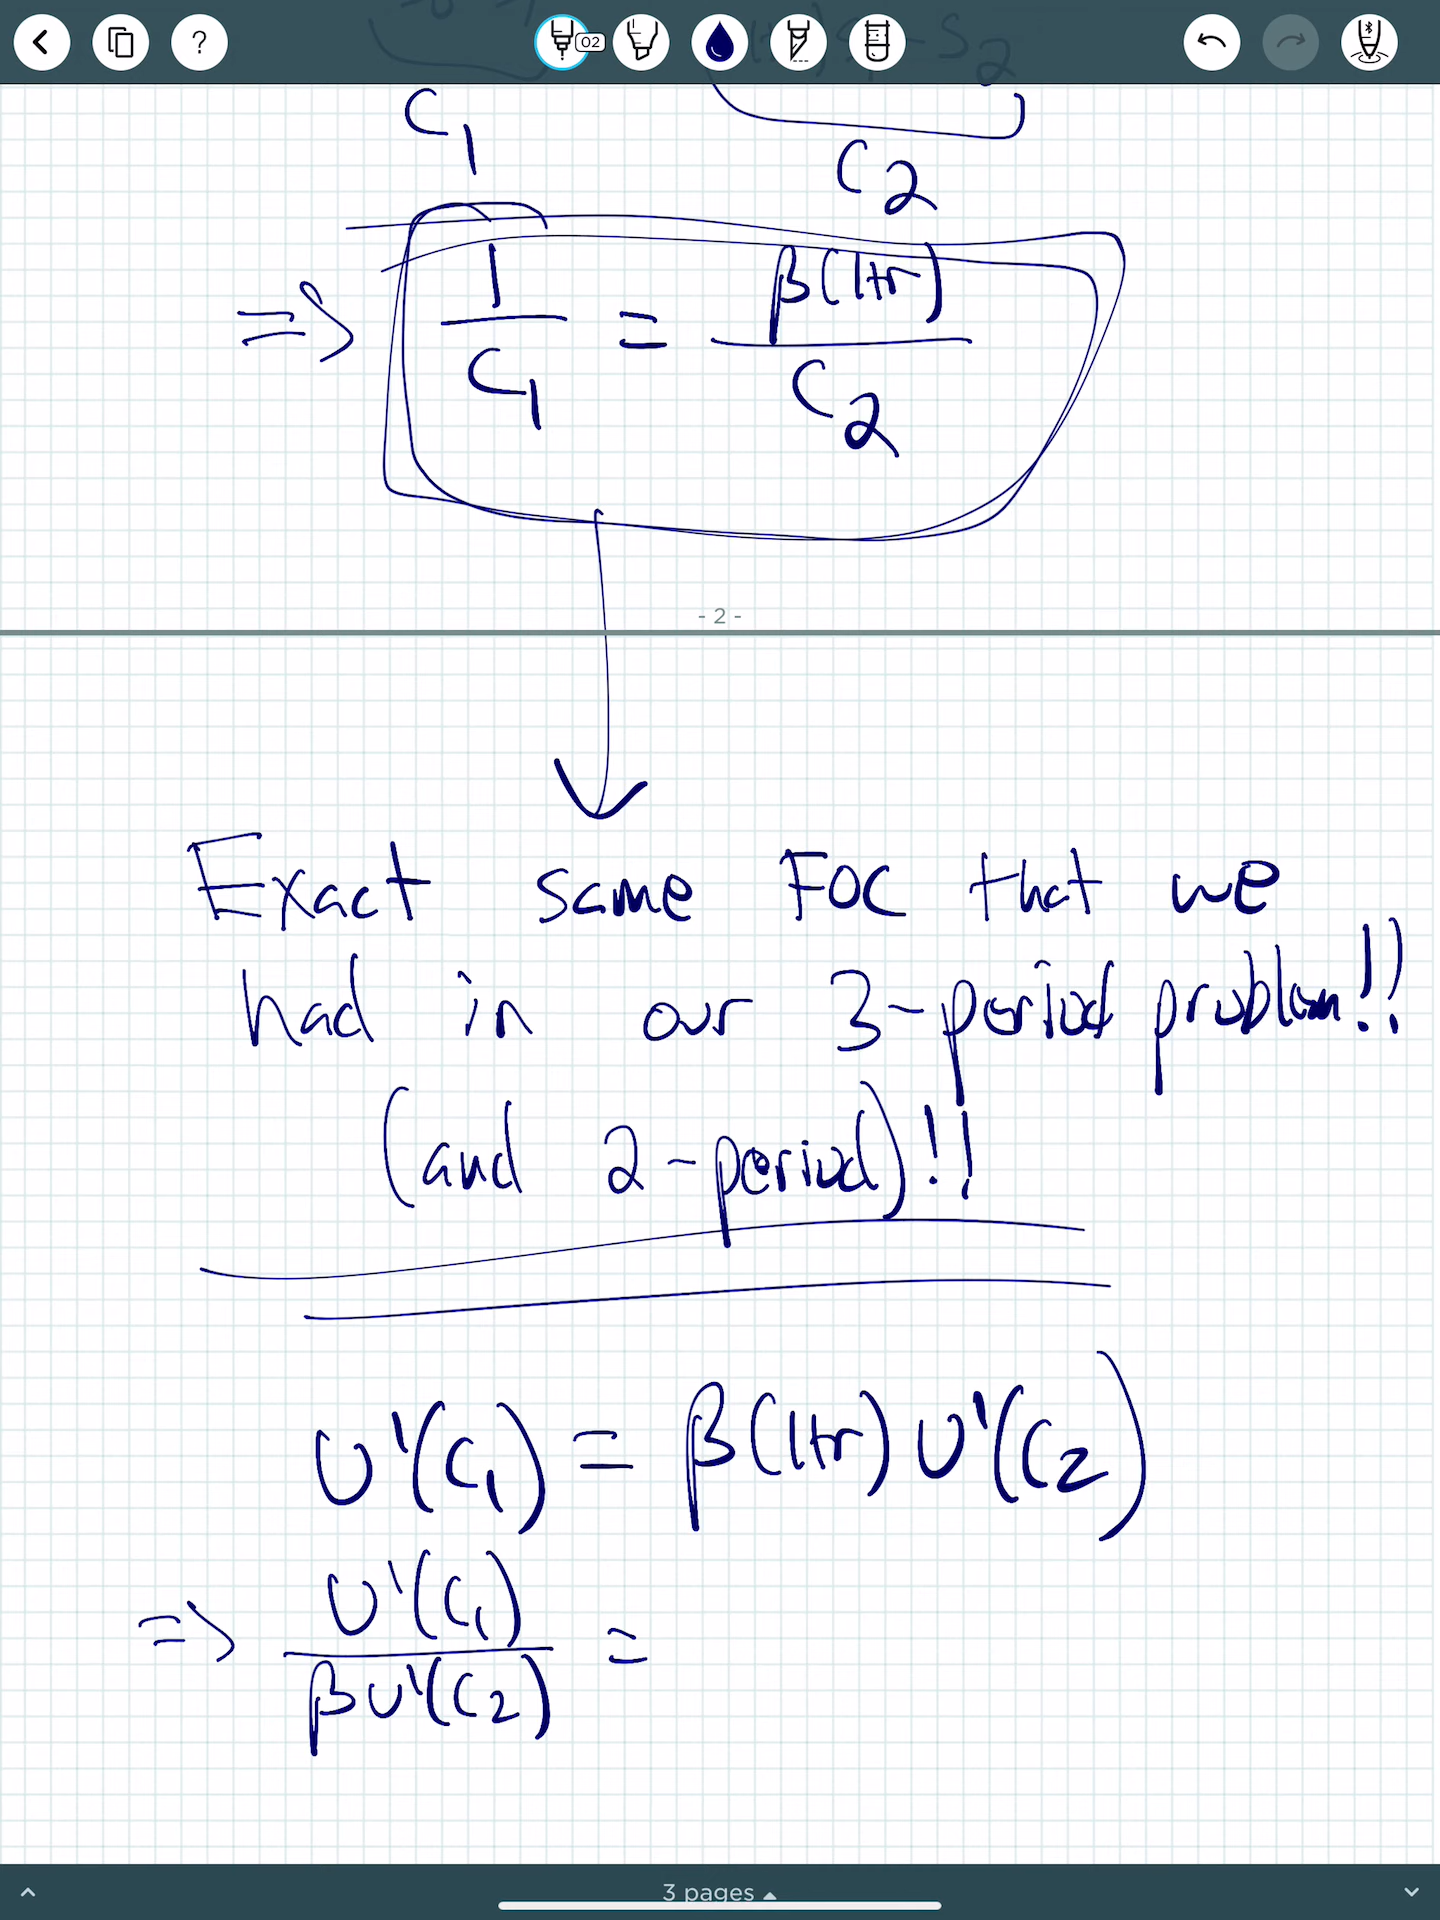 ?
02
C1
C2
=> 1/C1 = β(1+r)/C2
- 2 -
Exact same FOC that we
had in our 3-period problem!!
(and 2-period)!!
U'(C1) = β(1+r)U'(C2)
=> U'(C1)/βU'(C2) =
3 pages